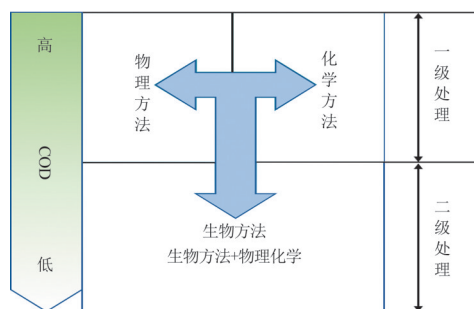 高
COD
低
物理方法
化学方法
生物方法
生物方法+物理化学
一级处理
二级处理